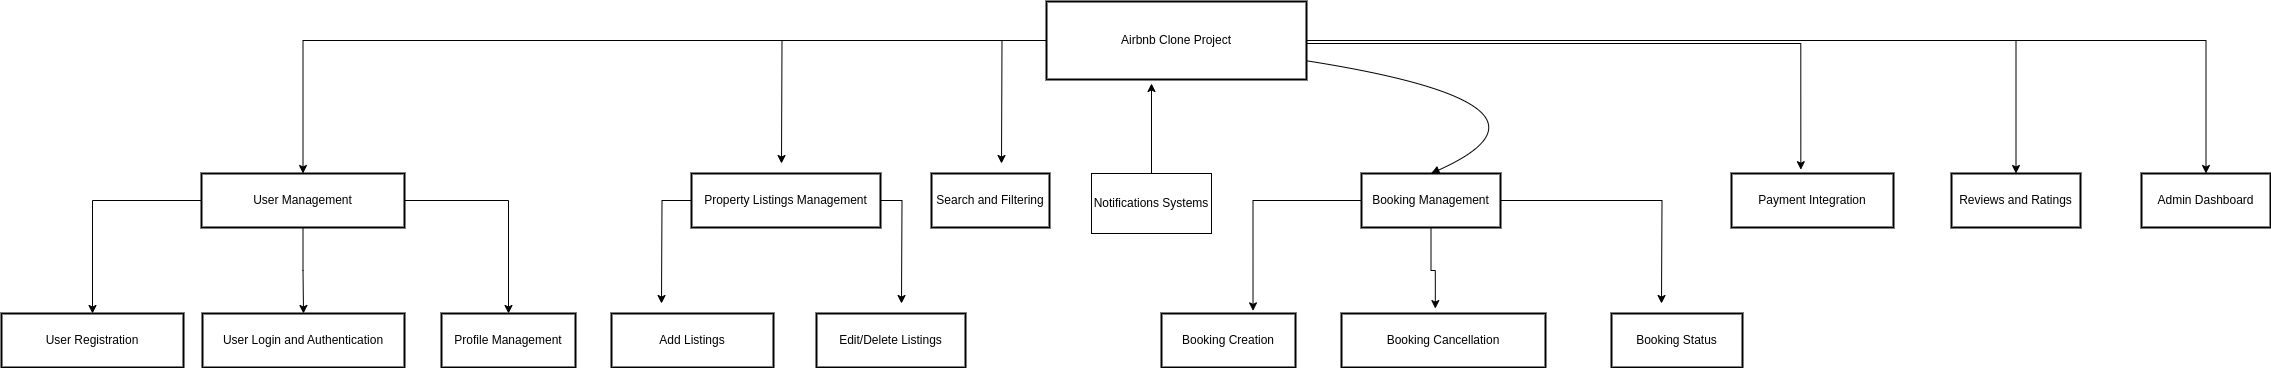 Airbnb Clone Project
User Management
Property Listings Management
Search and Filtering
Notifications Systems
Booking Management
Payment Integration
Reviews and Ratings
Admin Dashboard
User Registration
User Login and Authentication
Profile Management
Add Listings
Edit/Delete Listings
Booking Creation
Booking Cancellation
Booking Status